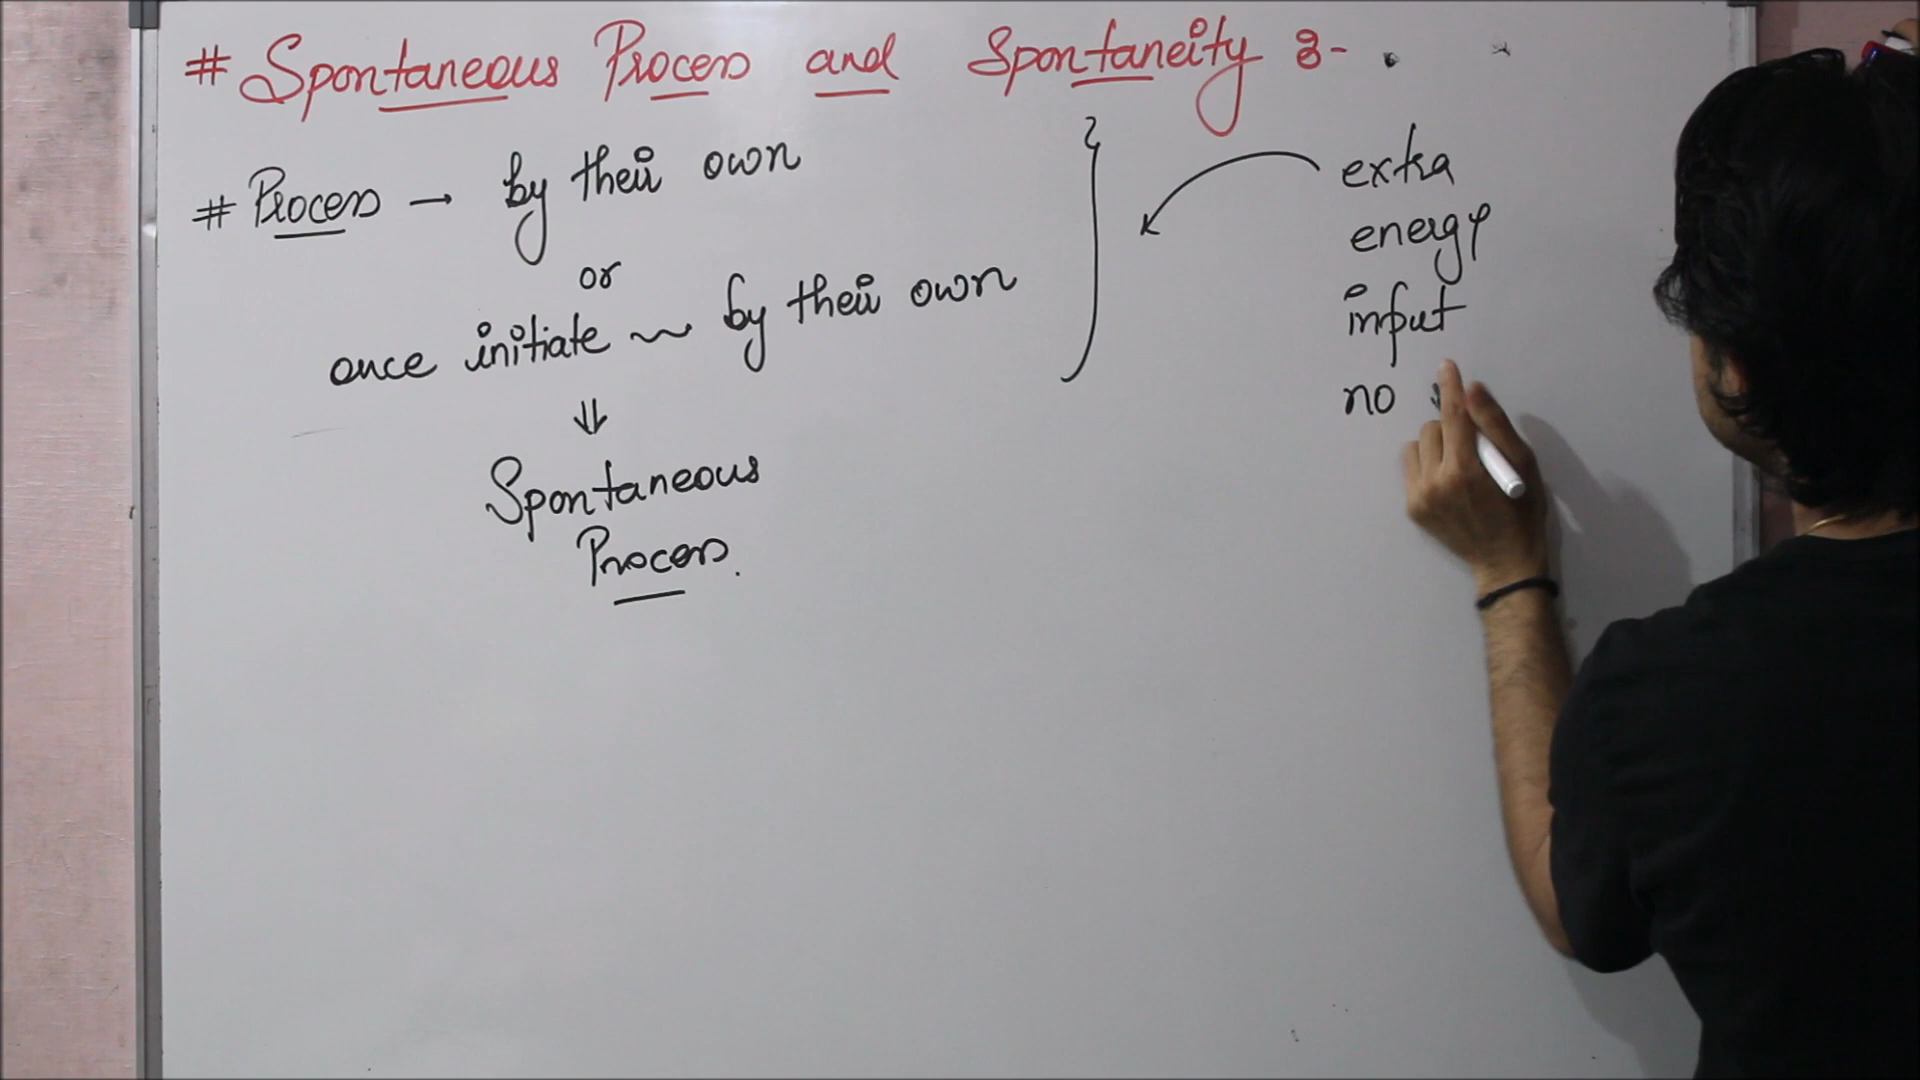 # Spontaneous Process and Spontaneity :-
# Process → by their own
or
once initiate ~ by their own
⇓
Spontaneous
Process.
extra
energy
input
no